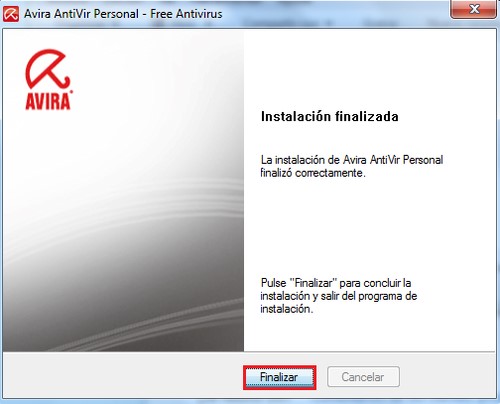 Avira AntiVir Personal - Free Antivirus
AVIRA
Instalación finalizada
La instalación de Avira AntiVir Personal
finalizó correctamente.
Pulse "Finalizar" para concluir la
instalación y salir del programa de
instalación.
Finalizar
Cancelar